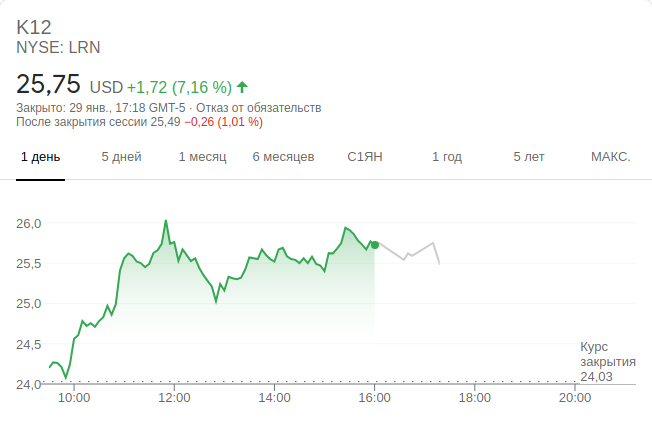 K12
NYSE: LRN
25,75 USD +1,72 (7,16 %)
Закрыто: 29 янв., 17:18 GMT-5 · Отказ от обязательств
После закрытия сессии 25,49 −0,26 (1,01 %)
1 день 5 дней 1 месяц 6 месяцев С1ЯН 1 год 5 лет МАКС.
26,0
25,5
25,0
24,5
Курс
закрытия
24,03
24,0
10:00 12:00 14:00 16:00 18:00 20:00